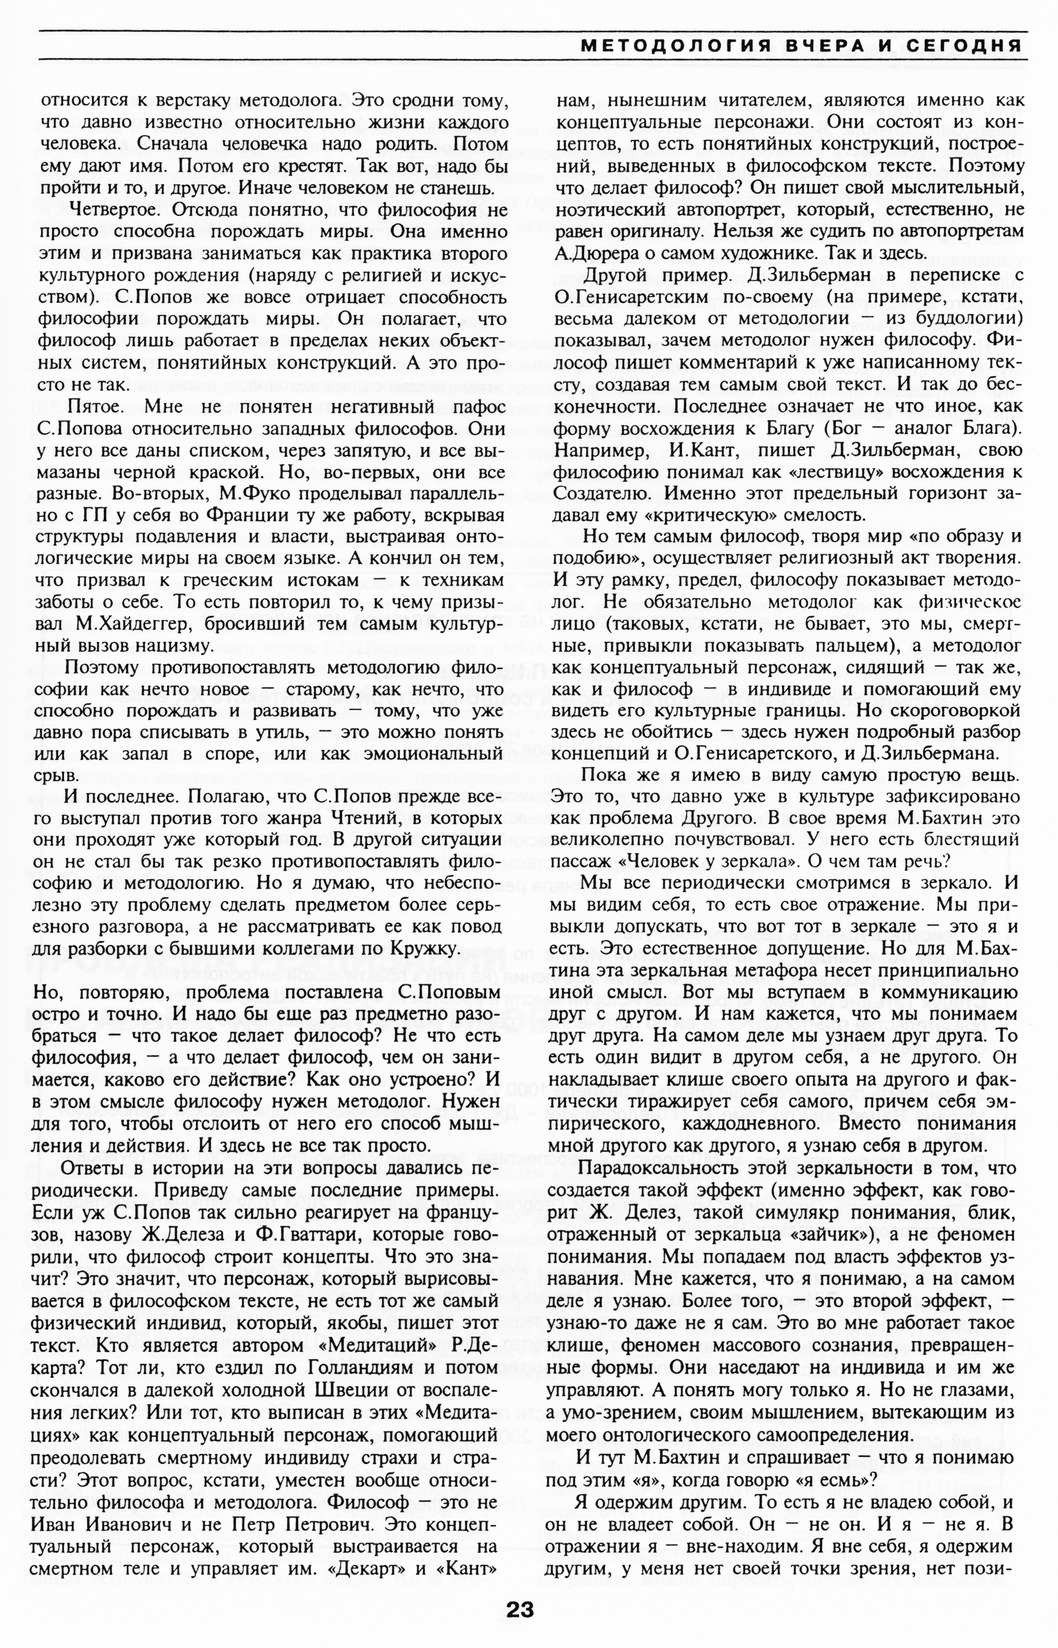 МЕТОДОЛОГИЯ ВЧЕРА И СЕГОДНЯ
относится к верстаку методолога. Это сродни тому,
что давно известно относительно жизни каждого
человека. Сначала человечка надо родить. Потом
ему дают имя. Потом его крестят. Так вот, надо бы
пройти и то, и другое. Иначе человеком не станешь.
Четвертое. Отсюда понятно, что философия не
просто способна порождать миры. Она именно
этим и призвана заниматься как практика второго
культурного рождения (наряду с религией и искус-
ством). С.Попов же вовсе отрицает способность
философии порождать миры. Он полагает, что
философ лишь работает в пределах неких объект-
ных систем, понятийных конструкций. А это про-
сто не так.
Пятое. Мне не понятен негативный пафос
С.Попова относительно западных философов. Они
у него все даны списком, через запятую, и все вы-
мазаны черной краской. Но, во-первых, они все
разные. Во-вторых, М.Фуко проделывал параллель-
но с ГП у себя во Франции ту же работу, вскрывая
структуры подавления и власти, выстраивая онто-
логические миры на своем языке. А кончил он тем,
что призвал к греческим истокам — к техникам
заботы о себе. То есть повторил то, к чему призы-
вал М.Хайдеггер, бросивший тем самым культур-
ный вызов нацизму.
Поэтому противопоставлять методологию фило-
софии как нечто новое — старому, как нечто, что
способно порождать и развивать — тому, что уже
давно пора списывать в утиль, — это можно понять
или как запал в споре, или как эмоциональный
срыв.
И последнее. Полагаю, что С.Попов прежде все-
го выступал против того жанра Чтений, в которых
они проходят уже который год. В другой ситуации
он не стал бы так резко противопоставлять фило-
софию и методологию. Но я думаю, что небеспо-
лезно эту проблему сделать предметом более серь-
езного разговора, а не рассматривать ее как повод
для разборки с бывшими коллегами по Кружку.
Но, повторяю, проблема поставлена С.Поповым
остро и точно. И надо бы еще раз предметно разо-
браться — что такое делает философ? Не что есть
философия, — а что делает философ, чем он зани-
мается, каково его действие? Как оно устроено? И
в этом смысле философу нужен методолог. Нужен
для того, чтобы отслоить от него его способ мыш-
ления и действия. И здесь не все так просто.
Ответы в истории на эти вопросы давались пе-
риодически. Приведу самые последние примеры.
Если уж С.Попов так сильно реагирует на францу-
зов, назову Ж.Делеза и Ф.Гваттари, которые гово-
рили, что философ строит концепты. Что это зна-
чит? Это значит, что персонаж, который вырисовы-
вается в философском тексте, не есть тот же самый
физический индивид, который, якобы, пишет этот
текст. Кто является автором «Медитаций» Р.Де-
карта? Тот ли, кто ездил по Голландиям и потом
скончался в далекой холодной Швеции от воспале-
ния легких? Или тот, кто выписан в этих «Медита-
циях» как концептуальный персонаж, помогающий
преодолевать смертному индивиду страхи и стра-
сти? Этот вопрос, кстати, уместен вообще относи-
тельно философа и методолога. Философ — это не
Иван Иванович и не Петр Петрович. Это концеп-
туальный персонаж, который выстраивается на
смертном теле и управляет им. «Декарт» и «Кант»
нам, нынешним читателем, являются именно как
концептуальные персонажи. Они состоят из кон-
цептов, то есть понятийных конструкций, построе-
ний, выведенных в философском тексте. Поэтому
что делает философ? Он пишет свой мыслительный,
ноэтический автопортрет, который, естественно, не
равен оригиналу. Нельзя же судить по автопортретам
А.Дюрера о самом художнике. Так и здесь.
Другой пример. Д.Зильберман в переписке с
О.Генисаретским по-своему (на примере, кстати,
весьма далеком от методологии — из буддологии)
показывал, зачем методолог нужен философу. Фи-
лософ пишет комментарий к уже написанному тек-
сту, создавая тем самым свой текст. И так до бес-
конечности. Последнее означает не что иное, как
форму восхождения к Благу (Бог — аналог Блага).
Например, И.Кант, пишет Д.Зильберман, свою
философию понимал как «лествицу» восхождения к
Создателю. Именно этот предельный горизонт за-
давал ему «критическую» смелость.
Но тем самым философ, творя мир «по образу и
подобию», осуществляет религиозный акт творения.
И эту рамку, предел, философу показывает методо-
лог. Не обязательно методолог как физическое
лицо (таковых, кстати, не бывает, это мы, смерт-
ные, привыкли показывать пальцем), а методолог
как концептуальный персонаж, сидящий — так же,
как и философ — в индивиде и помогающий ему
видеть его культурные границы. Но скороговоркой
здесь не обойтись — здесь нужен подробный разбор
концепций и О.Генисаретского, и Д.Зильбермана.
Пока же я имею в виду самую простую вещь.
Это то, что давно уже в культуре зафиксировано
как проблема Другого. В свое время М.Бахтин это
великолепно почувствовал. У него есть блестящий
пассаж «Человек у зеркала». О чем там речь?
Мы все периодически смотримся в зеркало. И
мы видим себя, то есть свое отражение. Мы при-
выкли допускать, что вот тот в зеркале — это я и
есть. Это естественное допущение. Но для М.Бах-
тина эта зеркальная метафора несет принципиально
иной смысл. Вот мы вступаем в коммуникацию
друг с другом. И нам кажется, что мы понимаем
друг друга. На самом деле мы узнаем друг друга. То
есть один видит в другом себя, а не другого. Он
накладывает клише своего опыта на другого и фак-
тически тиражирует себя самого, причем себя эм-
пирического, каждодневного. Вместо понимания
мной другого как другого, я узнаю себя в другом.
Парадоксальность этой зеркальности в том, что
создается такой эффект (именно эффект, как гово-
рит Ж. Делез, такой симулякр понимания, блик,
отраженный от зеркальца «зайчик»), а не феномен
понимания. Мы попадаем под власть эффектов уз-
навания. Мне кажется, что я понимаю, а на самом
деле я узнаю. Более того, — это второй эффект, —
узнаю-то даже не я сам. Это во мне работает такое
клише, феномен массового сознания, превращен-
ные формы. Они наседают на индивида и им же
управляют. А понять могу только я. Но не глазами,
а умо-зрением, своим мышлением, вытекающим из
моего онтологического самоопределения.
И тут М.Бахтин и спрашивает — что я понимаю
под этим «я», когда говорю «я есмь»?
Я одержим другим. То есть я не владею собой, и
он не владеет собой. Он — не он. И я — не я. В
отражении я — вне-находим. Я вне себя, я одержим
другим, у меня нет своей точки зрения, нет пози-
23